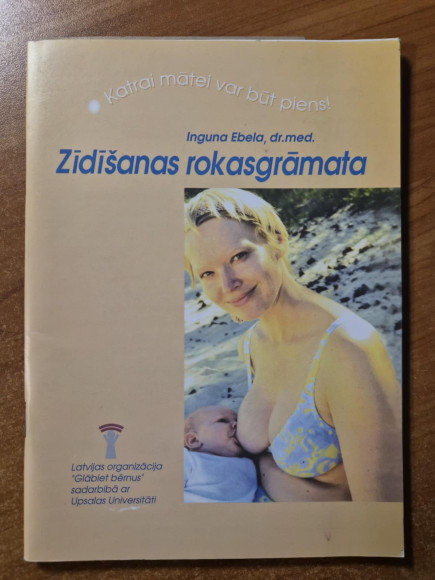 Katrai mātei var būt piens!
Inguna Ebela, dr.med.
Zīdīšanas rokasgrāmata
Latvijas organizācija
"Glābiet bērnus"
sadarbībā ar
Upsalas Universitāti